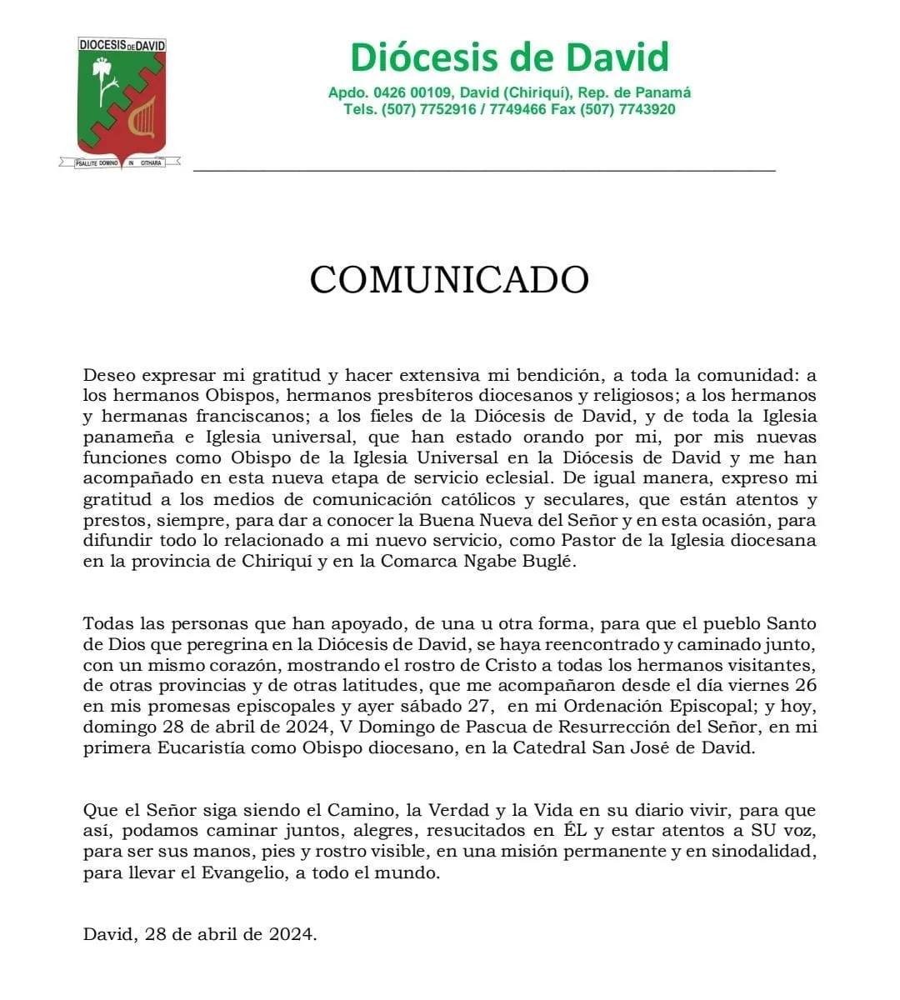 DIOCESIS DE DAVID
PSALLITE DOMINO IN CITHARA
Diócesis de David
Apdo. 0426 00109, David (Chiriquí), Rep. de Panamá
Tels. (507) 7752916 / 7749466 Fax (507) 7743920
COMUNICADO
Deseo expresar mi gratitud y hacer extensiva mi bendición, a toda la comunidad: a
los hermanos Obispos, hermanos presbíteros diocesanos y religiosos; a los hermanos
y hermanas franciscanos; a los fieles de la Diócesis de David, y de toda la Iglesia
panameña e Iglesia universal, que han estado orando por mi, por mis nuevas
funciones como Obispo de la Iglesia Universal en la Diócesis de David y me han
acompañado en esta nueva etapa de servicio eclesial. De igual manera, expreso mi
gratitud a los medios de comunicación católicos y seculares, que están atentos y
prestos, siempre, para dar a conocer la Buena Nueva del Señor y en esta ocasión, para
difundir todo lo relacionado a mi nuevo servicio, como Pastor de la Iglesia diocesana
en la provincia de Chiriquí y en la Comarca Ngabe Buglé.
Todas las personas que han apoyado, de una u otra forma, para que el pueblo Santo
de Dios que peregrina en la Diócesis de David, se haya reencontrado y caminado junto,
con un mismo corazón, mostrando el rostro de Cristo a todas los hermanos visitantes,
de otras provincias y de otras latitudes, que me acompañaron desde el día viernes 26
en mis promesas episcopales y ayer sábado 27, en mi Ordenación Episcopal; y hoy,
domingo 28 de abril de 2024, V Domingo de Pascua de Resurrección del Señor, en mi
primera Eucaristía como Obispo diocesano, en la Catedral San José de David.
Que el Señor siga siendo el Camino, la Verdad y la Vida en su diario vivir, para que
así, podamos caminar juntos, alegres, resucitados en ÉL y estar atentos a SU voz,
para ser sus manos, pies y rostro visible, en una misión permanente y en sinodalidad,
para llevar el Evangelio, a todo el mundo.
David, 28 de abril de 2024.